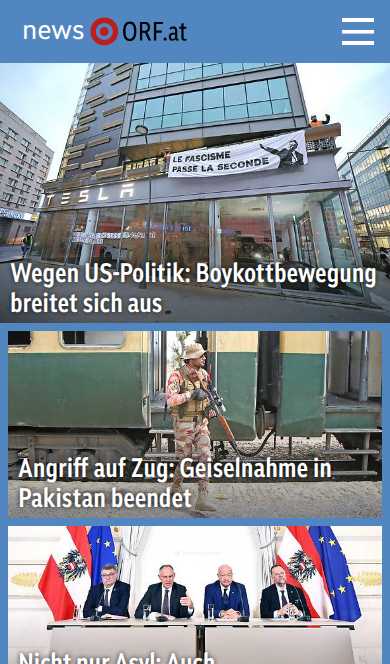 news ORF.at
LE FASCISME
PASSE LA SECONDE
TESLA
Wegen US-Politik: Boykottbewegung
breitet sich aus
Angriff auf Zug: Geiselnahme in
Pakistan beendet
Nicht nur Asyl: Auch